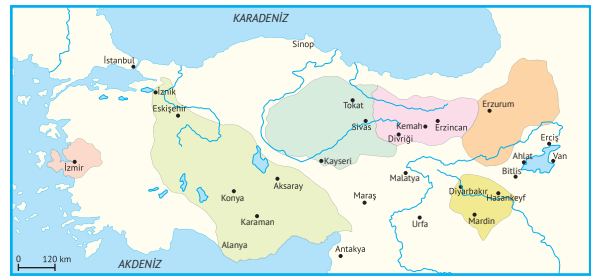 KARADENİZ
Sinop
İstanbul
İznik
Eskişehir
Tokat
Sivas
Kemah
Erzincan
Divriği
Erzurum
Erciş
Ahlat
Van
Bitlis
İzmir
Kayseri
Malatya
Aksaray
Konya
Maraş
Diyarbakır
Hasankeyf
Karaman
Urfa
Mardin
Alanya
Antakya
AKDENİZ
0 120 km